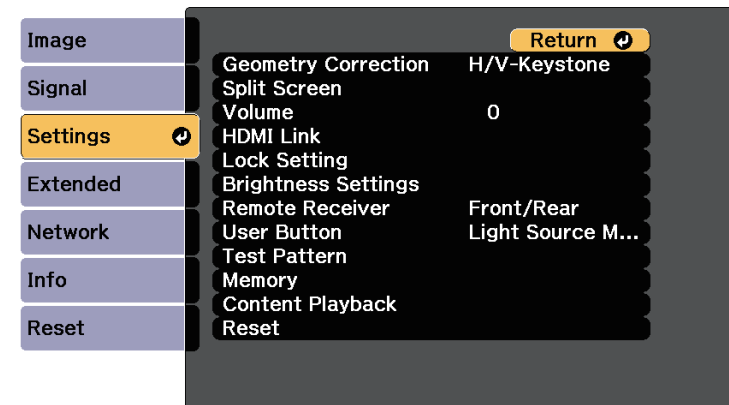 Image
Signal
Settings
Extended
Network
Info
Reset
Return
Geometry Correction H/V-Keystone
Split Screen
Volume 0
HDMI Link
Lock Setting
Brightness Settings
Remote Receiver Front/Rear
User Button Light Source M...
Test Pattern
Memory
Content Playback
Reset